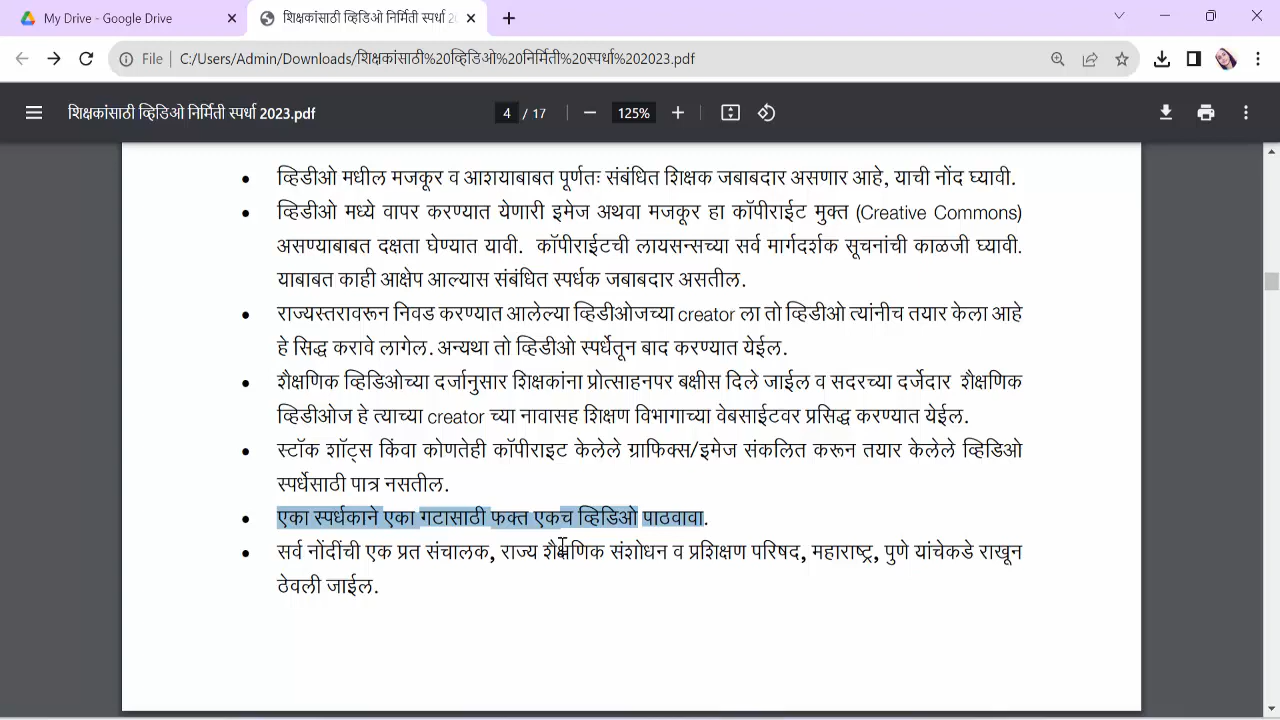 My Drive - Google Drive
शिक्षकांसाठी व्हिडिओ निर्मिती स्पर्धा 20
File C:/Users/Admin/Downloads/शिक्षकांसाठी%20व्हिडिओ%20निर्मिती%20स्पर्धा%202023.pdf
शिक्षकांसाठी व्हिडिओ निर्मिती स्पर्धा 2023.pdf 4 / 17 125%
• व्हिडीओ मधील मजकूर व आशयाबाबत पूर्णतः संबंधित शिक्षक जबाबदार असणार आहे, याची नोंद घ्यावी.
• व्हिडीओ मध्ये वापर करण्यात येणारी इमेज अथवा मजकूर हा कॉपीराईट मुक्त (Creative Commons)
असण्याबाबत दक्षता घेण्यात यावी. कॉपीराईटची लायसन्सच्या सर्व मार्गदर्शक सूचनांची काळजी घ्यावी.
याबाबत काही आक्षेप आल्यास संबंधित स्पर्धक जबाबदार असतील.
• राज्यस्तरावरून निवड करण्यात आलेल्या व्हिडीओजच्या creator ला तो व्हिडीओ त्यांनीच तयार केला आहे
हे सिद्ध करावे लागेल. अन्यथा तो व्हिडीओ स्पर्धेतून बाद करण्यात येईल.
• शैक्षणिक व्हिडिओच्या दर्जानुसार शिक्षकांना प्रोत्साहनपर बक्षीस दिले जाईल व सदरच्या दर्जेदार शैक्षणिक
व्हिडीओज हे त्याच्या creator च्या नावासह शिक्षण विभागाच्या वेबसाईटवर प्रसिद्ध करण्यात येईल.
• स्टॉक शॉट्स किंवा कोणतेही कॉपीराइट केलेले ग्राफिक्स/इमेज संकलित करून तयार केलेले व्हिडिओ
स्पर्धेसाठी पात्र नसतील.
• एका स्पर्धकाने एका गटासाठी फक्त एकच व्हिडिओ पाठवावा.
• सर्व नोंदींची एक प्रत संचालक, राज्य शैक्षणिक संशोधन व प्रशिक्षण परिषद, महाराष्ट्र, पुणे यांचेकडे राखून
ठेवली जाईल.